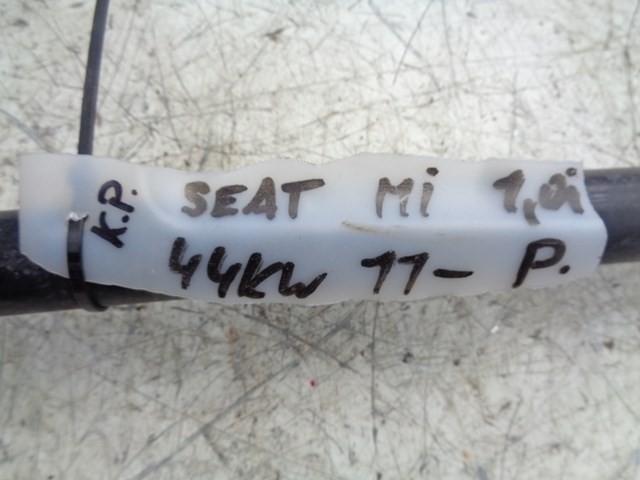 K.P.
SEAT Mi 1,0i
44KW 11- P.